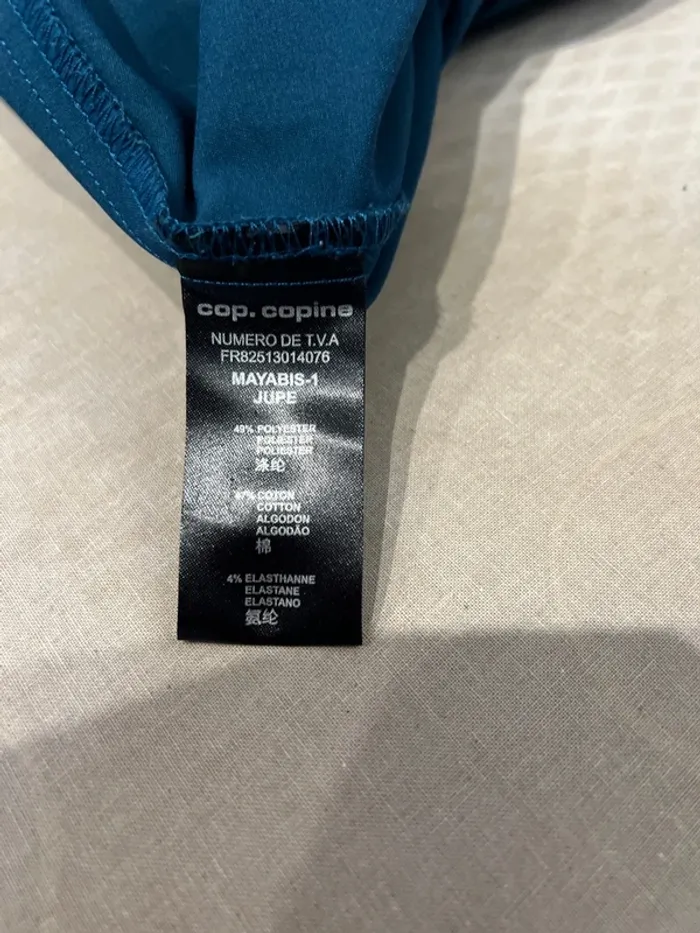 cop. copine
NUMERO DE T.V.A
FR82513014076
MAYABIS-1
JUPE
49% POLYESTER
POLIESTER
POLIESTER
涤纶
47% COTON
COTTON
ALGODON
ALGODÃO
棉
4% ELASTHANNE
ELASTANE
ELASTANO
氨纶